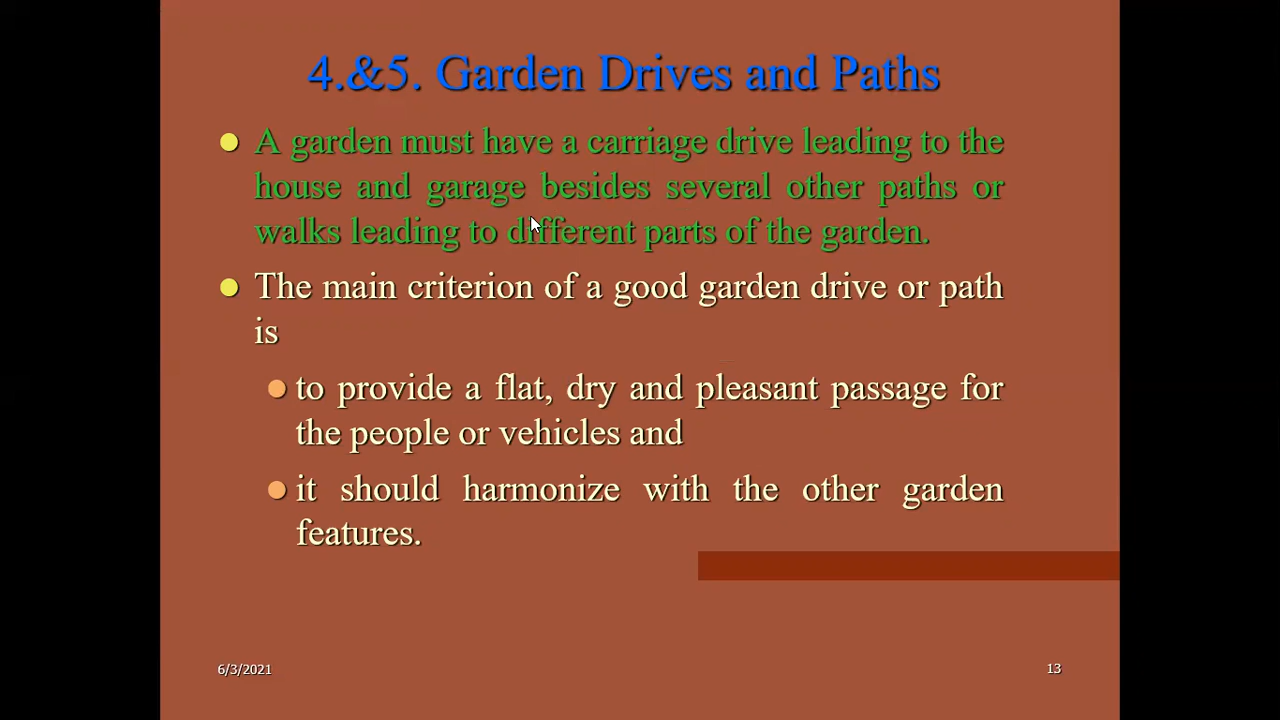 4.&5. Garden Drives and Paths
A garden must have a carriage drive leading to the
house and garage besides several other paths or
walks leading to different parts of the garden.
The main criterion of a good garden drive or path
is
to provide a flat, dry and pleasant passage for
the people or vehicles and
it should harmonize with the other garden
features.
6/3/2021
13